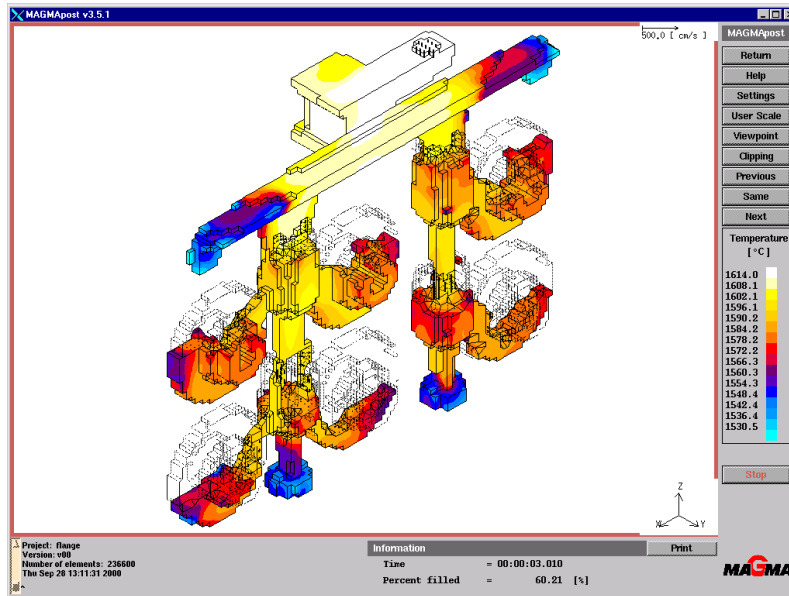 MAGMApost v3.5.1
500.0 [ cm/s ]
MAGMApost
Return
Help
Settings
User Scale
Viewpoint
Clipping
Previous
Same
Next
Temperature
[ °C ]
1614.0
1608.1
1602.1
1596.1
1590.2
1584.2
1578.2
1572.2
1566.3
1560.3
1554.3
1548.4
1542.4
1536.4
1530.5
Stop
Z
X Y
Project: flange
Version: v00
Number of elements: 236600
Thu Sep 28 13:11:31 2000
Information
Print
Time = 00:00:03.010
Percent filled = 60.21 [%]
MAGMA